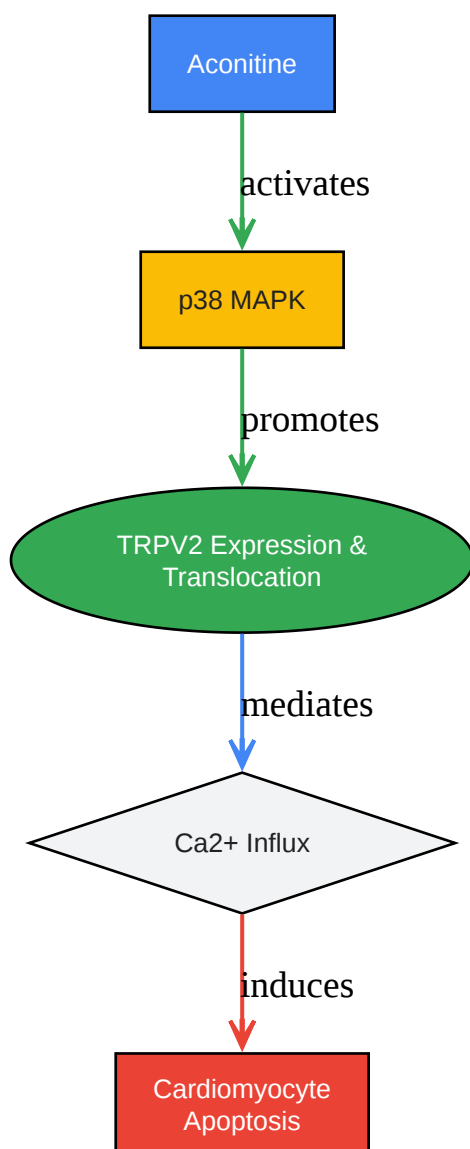 Aconitine
activates
p38 MAPK
promotes
TRPV2 Expression &
Translocation
mediates
Ca2+ Influx
induces
Cardiomyocyte
Apoptosis